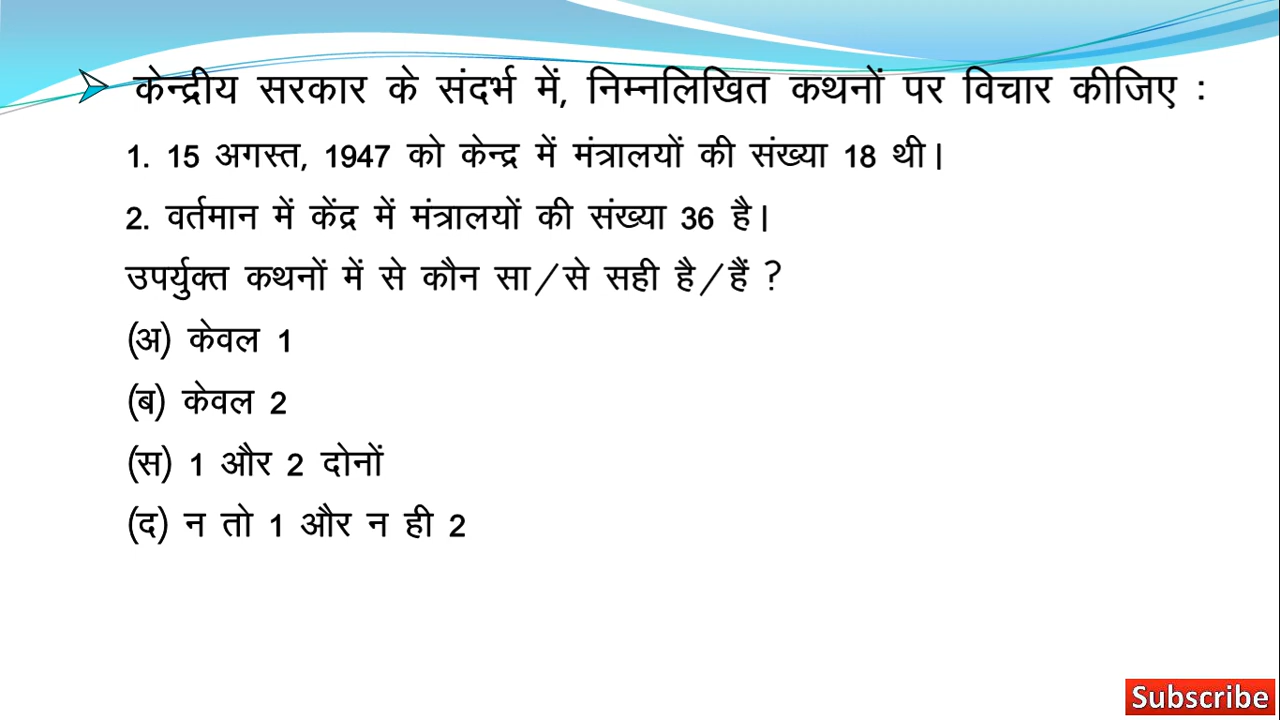 ➢ केन्द्रीय सरकार के संदर्भ में, निम्नलिखित कथनों पर विचार कीजिए :
1. 15 अगस्त, 1947 को केन्द्र में मंत्रालयों की संख्या 18 थी।
2. वर्तमान में केंद्र में मंत्रालयों की संख्या 36 है।
उपर्युक्त कथनों में से कौन सा/से सही है/हैं ?
(अ) केवल 1
(ब) केवल 2
(स) 1 और 2 दोनों
(द) न तो 1 और न ही 2
Subscribe